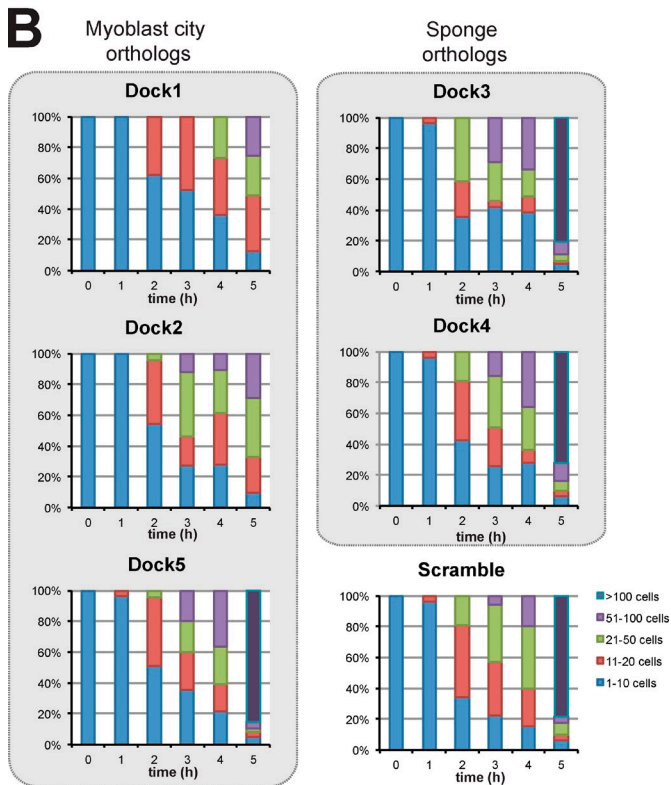 B
Myoblast city
orthologs
Sponge
orthologs
Dock1
100%
80%
60%
40%
20%
0%
0 1 2 3 4 5
time (h)
Dock3
100%
80%
60%
40%
20%
0%
0 1 2 3 4 5
time (h)
Dock2
100%
80%
60%
40%
20%
0%
0 1 2 3 4 5
time (h)
Dock4
100%
80%
60%
40%
20%
0%
0 1 2 3 4 5
time (h)
Dock5
100%
80%
60%
40%
20%
0%
0 1 2 3 4 5
time (h)
Scramble
100%
80%
60%
40%
20%
0%
0 1 2 3 4 5
time (h)
>100 cells
51-100 cells
21-50 cells
11-20 cells
1-10 cells